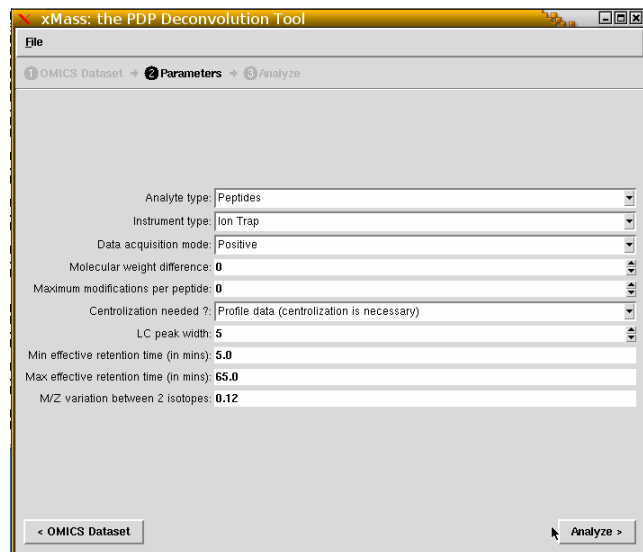 xMass: the PDP Deconvolution Tool
File
1 OMICS Dataset → 2 Parameters → 3 Analyze
Analyte type: Peptides
Instrument type: Ion Trap
Data acquisition mode: Positive
Molecular weight difference: 0
Maximum modifications per peptide: 0
Centrolization needed ?: Profile data (centrolization is necessary)
LC peak width: 5
Min effective retention time (in mins): 5.0
Max effective retention time (in mins): 65.0
M/Z variation between 2 isotopes: 0.12
< OMICS Dataset Analyze >